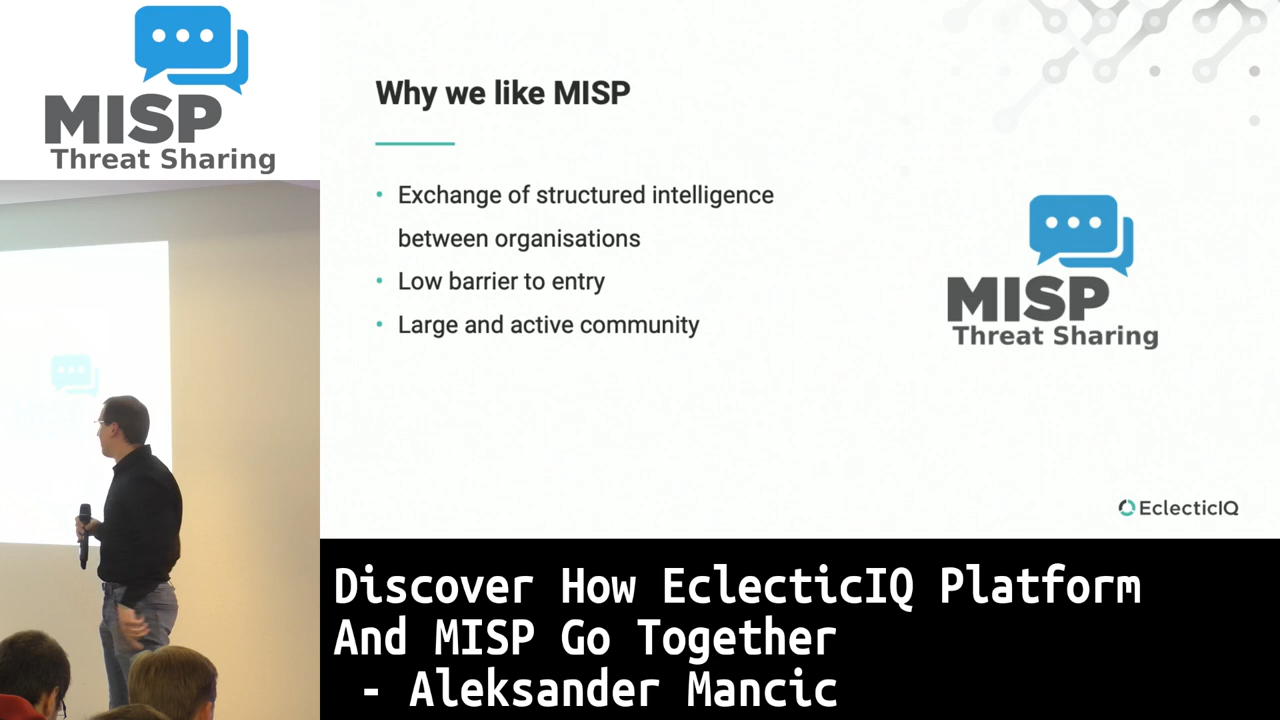 MISP
Threat Sharing
Why we like MISP
• Exchange of structured intelligence
between organisations
• Low barrier to entry
• Large and active community
MISP
Threat Sharing
EclecticIQ
Discover How EclecticIQ Platform
And MISP Go Together
- Aleksander Mancic